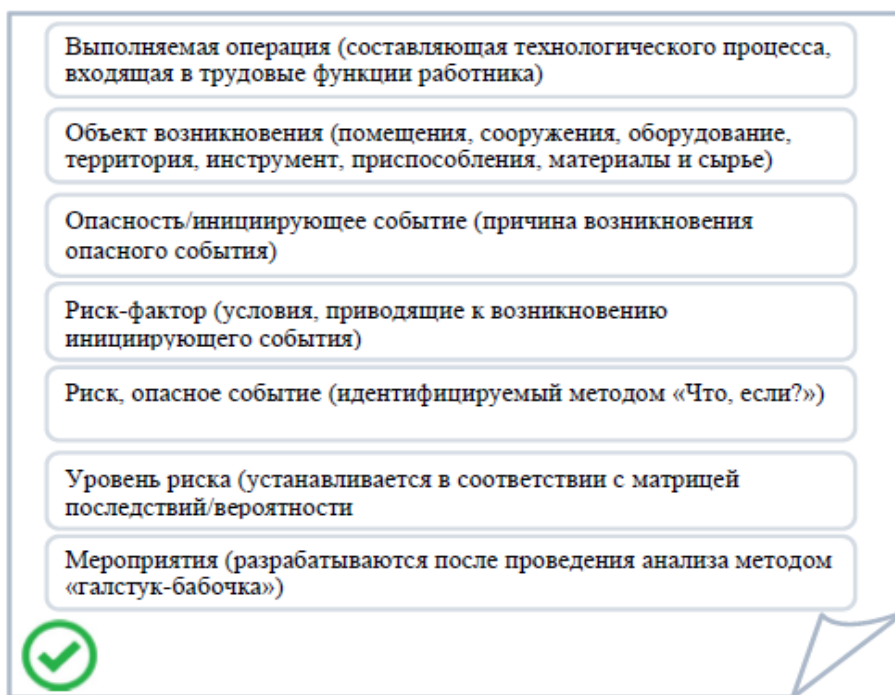 Выполняемая операция (составляющая технологического процесса,
входящая в трудовые функции работника)
Объект возникновения (помещения, сооружения, оборудование,
территория, инструмент, приспособления, материалы и сырье)
Опасность/инициирующее событие (причина возникновения
опасного события)
Риск-фактор (условия, приводящие к возникновению
инициирующего события)
Риск, опасное событие (идентифицируемый методом «Что, если?»)
Уровень риска (устанавливается в соответствии с матрицей
последствий/вероятности
Мероприятия (разрабатываются после проведения анализа методом
«галстук-бабочка»)